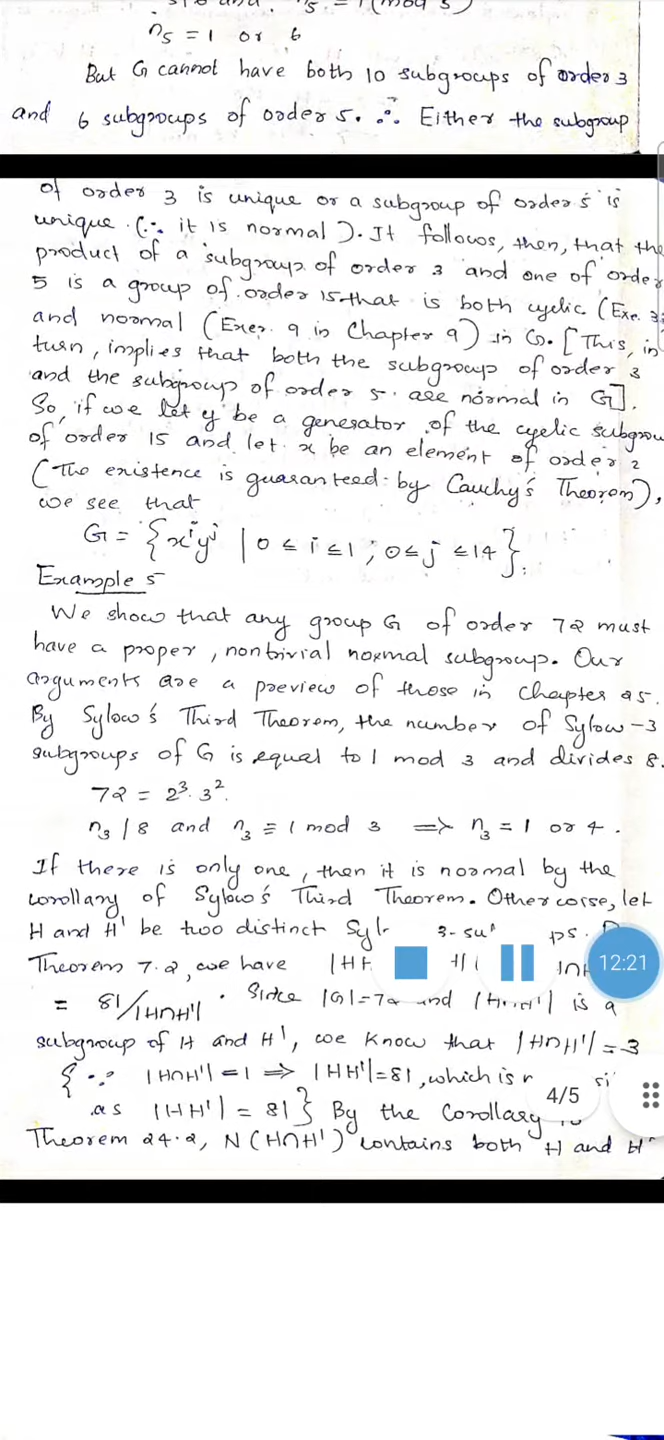 n₅ = 1 or 6
But G cannot have both 10 subgroups of order 3
and 6 subgroups of order 5. ∴ Either the subgroup
of order 3 is unique or a subgroup of order 5 is
unique (∵ it is normal). It follows, then, that the
product of a subgroup of order 3 and one of order
5 is a group of order 15 that is both cyclic (Exe. 3
and normal (Exer. 9 in Chapter 9) in G. [This, in
turn, implies that both the subgroup of order 3
and the subgroup of order 5 are normal in G].
So, if we let y be a generator of the cyclic subgrou
of order 15 and let x be an element of order 2
(The existence is guaranteed by Cauchy's Theorem),
we see that
G = {xⁱyʲ | 0 ≤ i ≤ 1 ; 0 ≤ j ≤ 14}.
Example 5
We show that any group G of order 72 must
have a proper, nontrivial normal subgroup. Our
arguments are a preview of those in Chapter 25.
By Sylow's Third Theorem, the number of Sylow-3
subgroups of G is equal to 1 mod 3 and divides 8.
72 = 2³. 3².
n₃ / 8 and n₃ ≡ 1 mod 3 => n₃ = 1 or 4.
If there is only one, then it is normal by the
corollary of Sylow's Third Theorem. Otherwise, let
H and H' be two distinct Syl 3-su ps.
Theorem 7.2, we have |HH
12:21
= 81/|H∩H'|. Since |G|=72 and |H∩H'| is a
subgroup of H and H', we know that |H∩H'|=3
{∵ |H∩H'|=1 => |HH'|=81, which is
4/5
as |HH'| = 81} By the Corollary
Theorem 24.2, N(H∩H') contains both H and H'